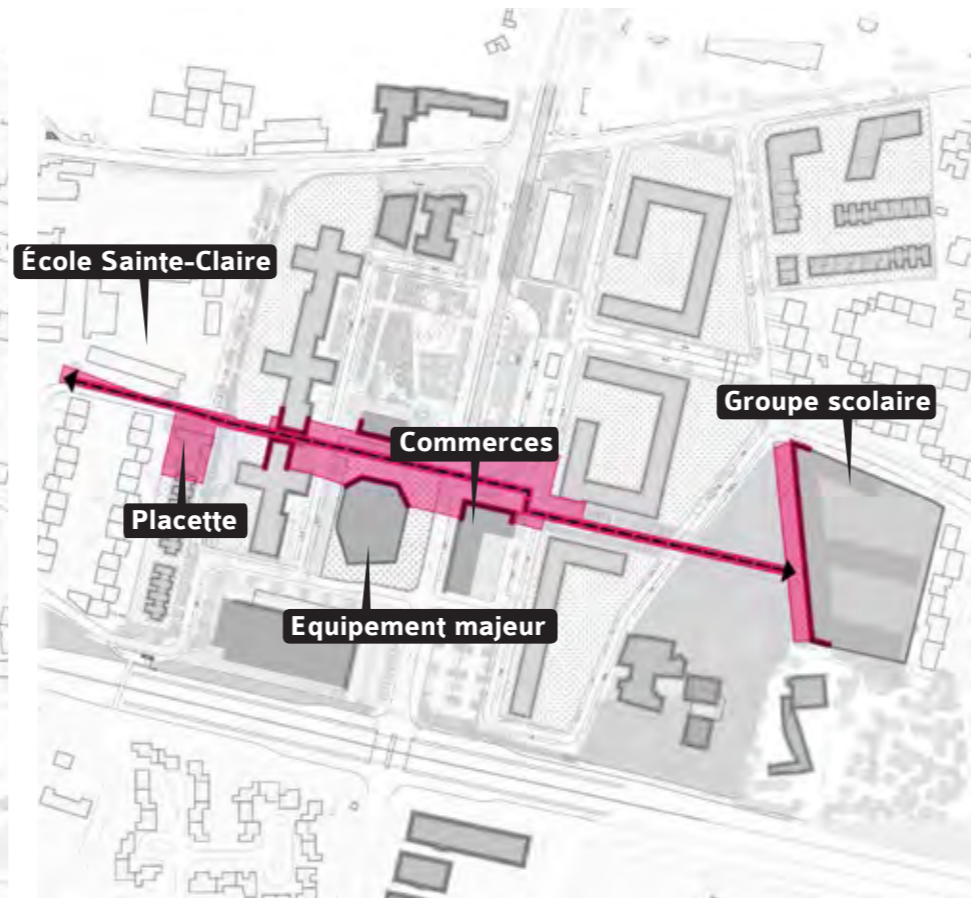 École Sainte-Claire
Groupe scolaire
Commerces
Placette
Equipement majeur